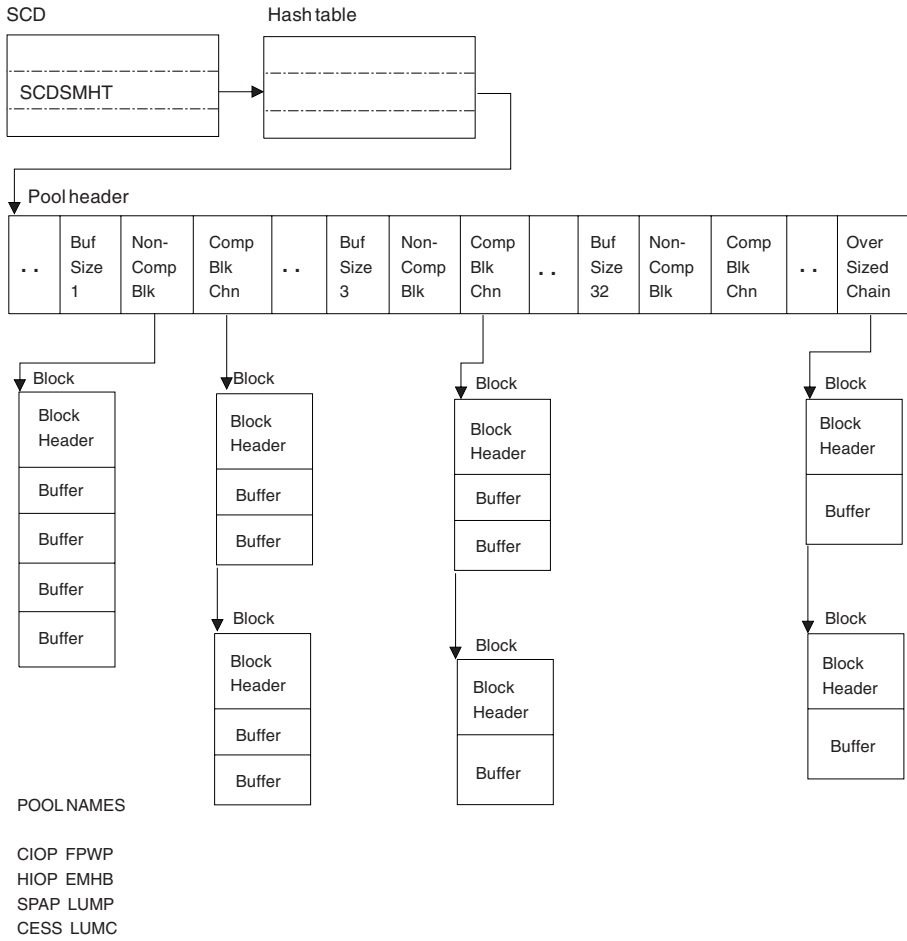 SCD
Hash table
SCDSMHT
Pool header
. .
Buf
Size
1
Non-
Comp
Blk
Comp
Blk
Chn
. .
Buf
Size
3
Non-
Comp
Blk
Comp
Blk
Chn
. .
Buf
Size
32
Non-
Comp
Blk
Comp
Blk
Chn
. .
Over
Sized
Chain
Block
Block
Header
Buffer
Buffer
Buffer
Buffer
Block
Block
Header
Buffer
Buffer
Block
Block
Header
Buffer
Buffer
Block
Block
Header
Buffer
Buffer
Block
Block
Header
Buffer
Block
Block
Header
Buffer
Block
Block
Header
Buffer
POOL NAMES
CIOP FPWP
HIOP EMHB
SPAP LUMP
CESS LUMC